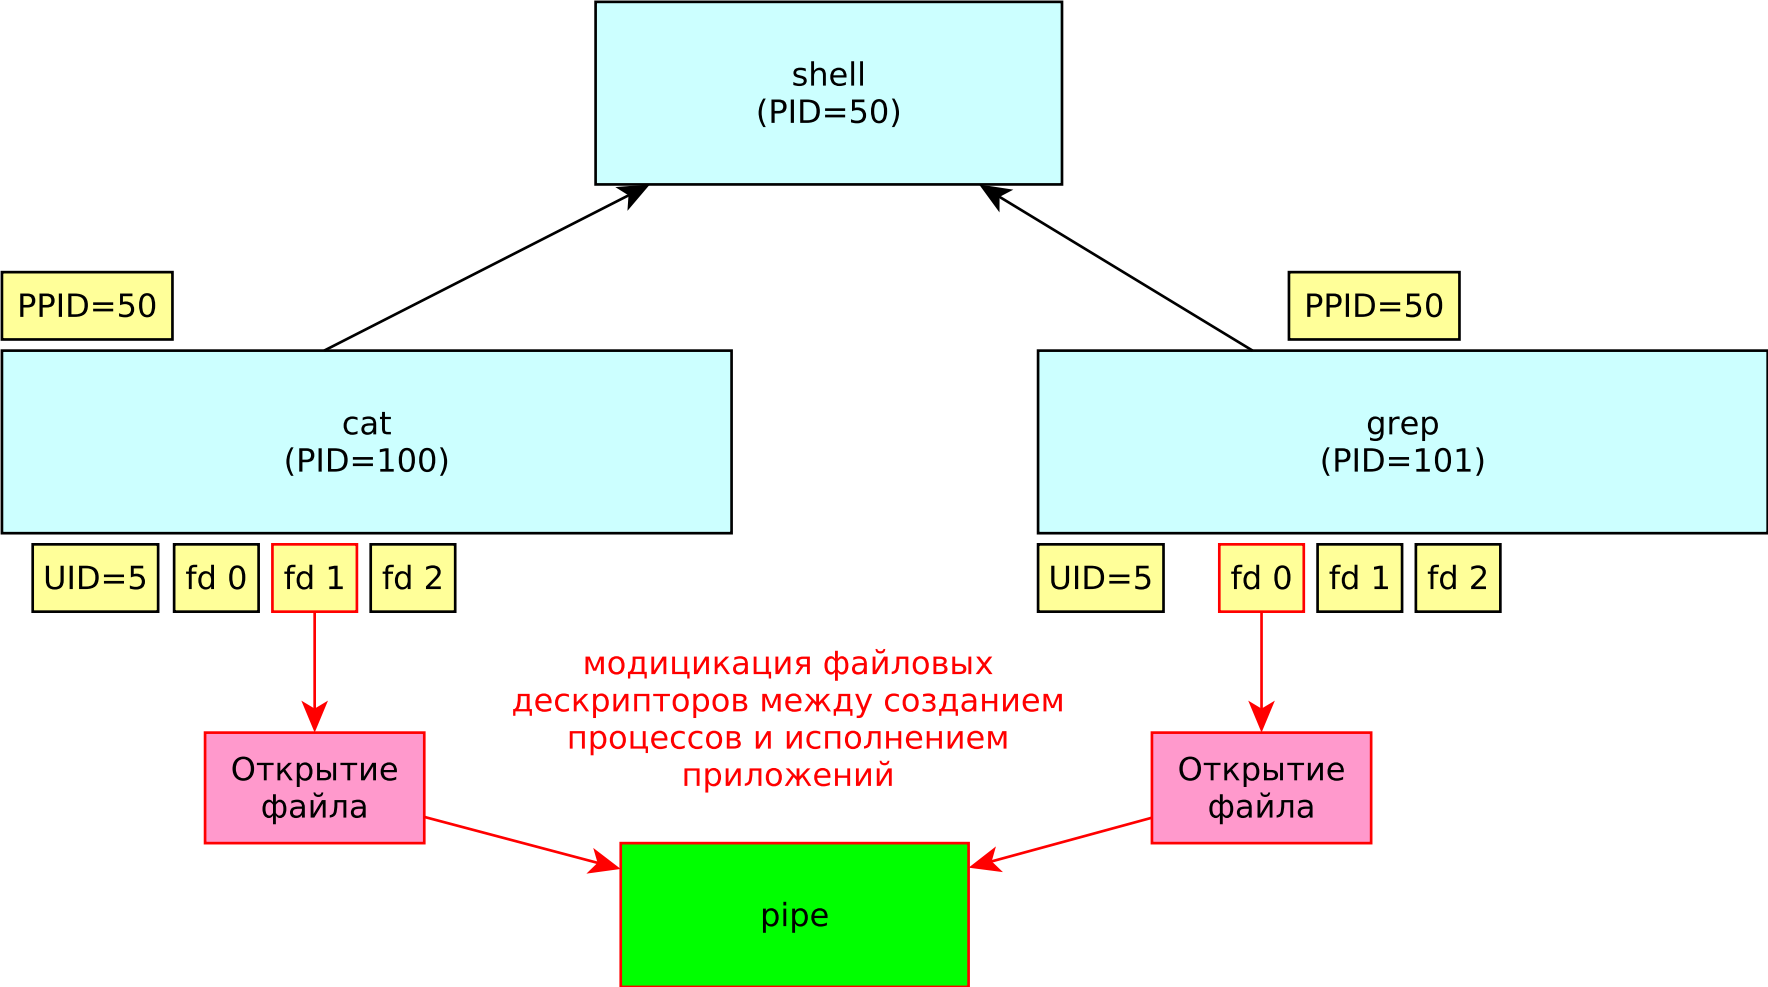 shell
(PID=50)
PPID=50
PPID=50
cat
(PID=100)
grep
(PID=101)
UID=5
fd 0
fd 1
fd 2
UID=5
fd 0
fd 1
fd 2
модицикация файловых
дескрипторов между созданием
процессов и исполнением
приложений
Открытие
файла
Открытие
файла
pipe